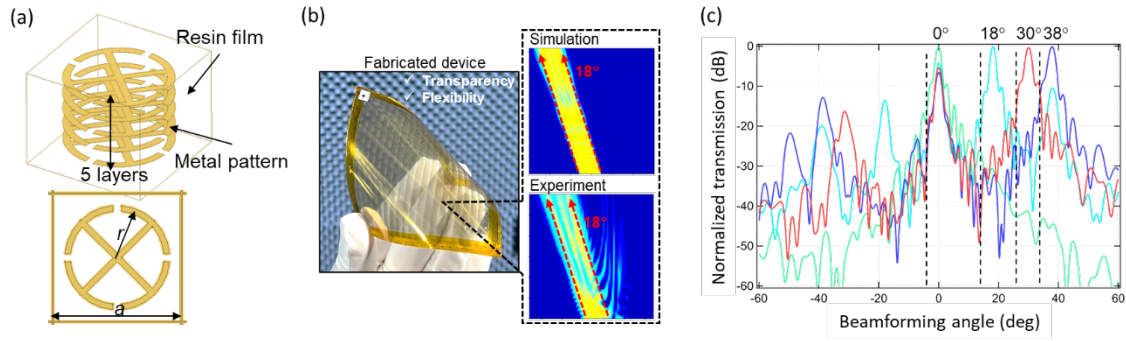 (a)
Resin film
Metal pattern
5 layers
r
a
(b)
Fabricated device
✓ Transparency
✓ Flexibility
Simulation
18°
Experiment
18°
(c)
0° 18° 30° 38°
Normalized transmission (dB)
0
-10
-20
-30
-40
-50
-60
-60 -40 -20 0 20 40 60
Beamforming angle (deg)